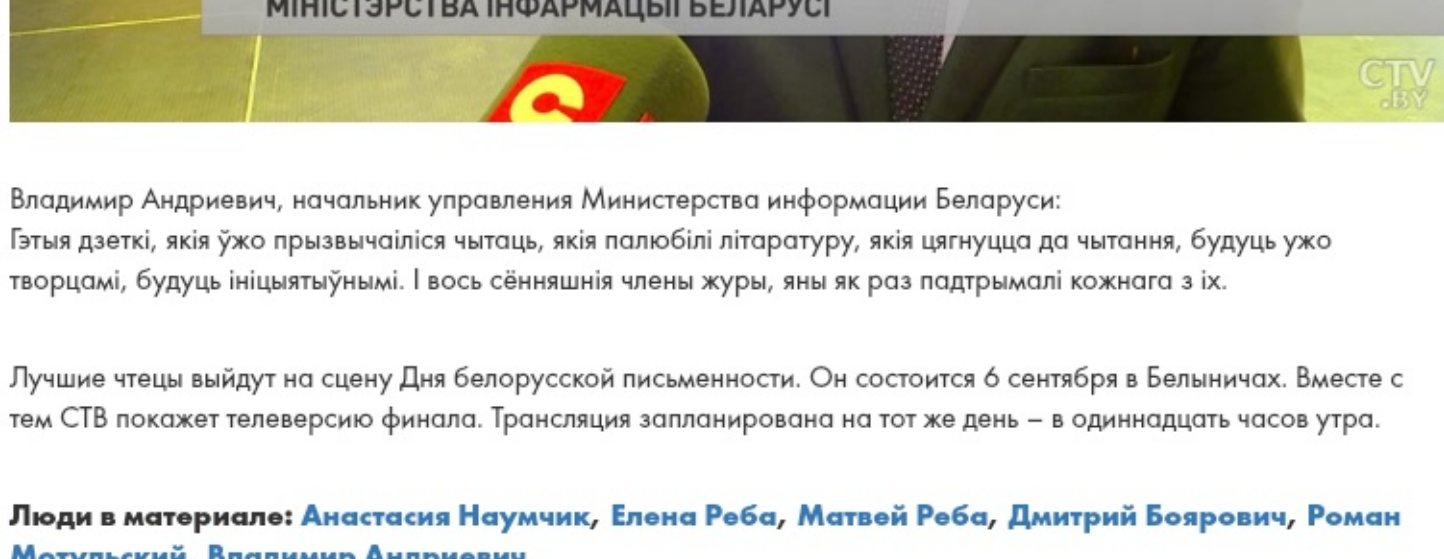 МІНІСТЭРСТВА ІНФАРМАЦЫІ БЕЛАРУСІ
CTV
.BY
Владимир Андриевич, начальник управления Министерства информации Беларуси:
Гэтыя дзеткі, якія ўжо прызвычаіліся чытаць, якія палюбілі літаратуру, якія цягнуцца да чытання, будуць ужо
творцамі, будуць ініцыятыўнымі. І вось сённяшнія члены журы, яны як раз падтрымалі кожнага з іх.
Лучшие чтецы выйдут на сцену Дня белорусской письменности. Он состоится 6 сентября в Белыничах. Вместе с
тем СТВ покажет телеверсию финала. Трансляция запланирована на тот же день – в одиннадцать часов утра.
Люди в материале: Анастасия Наумчик, Елена Реба, Матвей Реба, Дмитрий Боярович, Роман
Мотульский, Владимир Андриевич